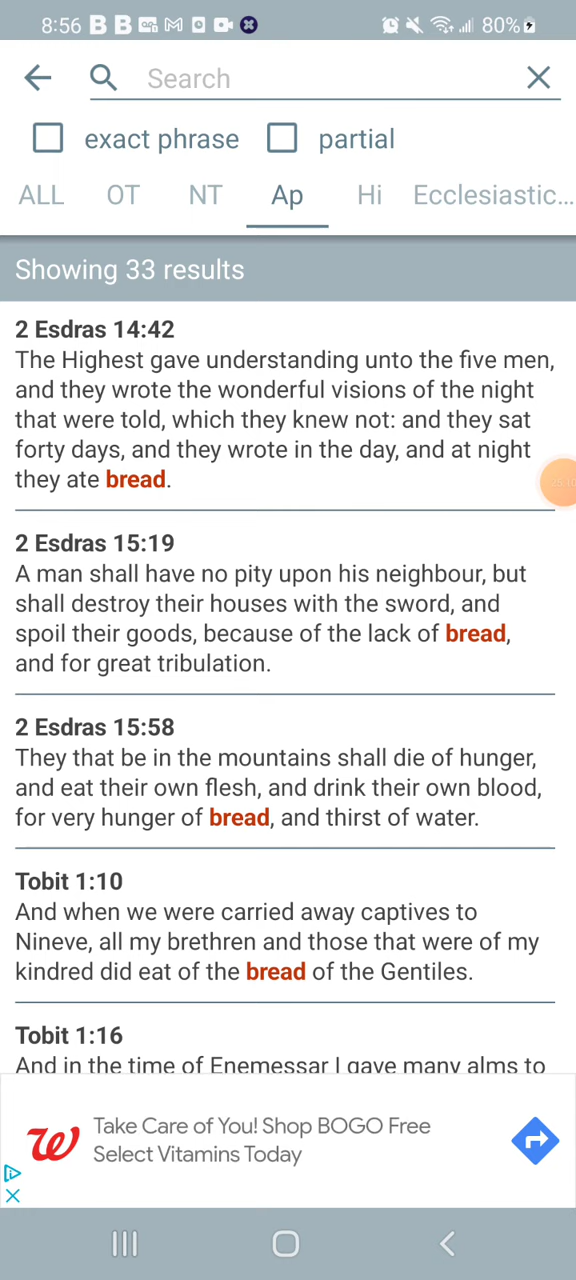 8:56 B B M 80%
Search
exact phrase partial
ALL OT NT Ap Hi Ecclesiastic...
Showing 33 results
2 Esdras 14:42
The Highest gave understanding unto the five men,
and they wrote the wonderful visions of the night
that were told, which they knew not: and they sat
forty days, and they wrote in the day, and at night
they ate bread.
2 Esdras 15:19
A man shall have no pity upon his neighbour, but
shall destroy their houses with the sword, and
spoil their goods, because of the lack of bread,
and for great tribulation.
2 Esdras 15:58
They that be in the mountains shall die of hunger,
and eat their own flesh, and drink their own blood,
for very hunger of bread, and thirst of water.
Tobit 1:10
And when we were carried away captives to
Nineve, all my brethren and those that were of my
kindred did eat of the bread of the Gentiles.
Tobit 1:16
And in the time of Enemessar I gave many alms to
W
Take Care of You! Shop BOGO Free
Select Vitamins Today